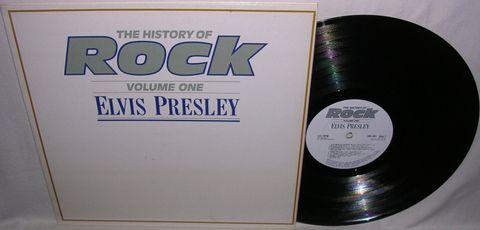 THE HISTORY OF
Rock
VOLUME ONE
ELVIS PRESLEY
THE HISTORY OF
Rock
VOLUME ONE
ELVIS PRESLEY